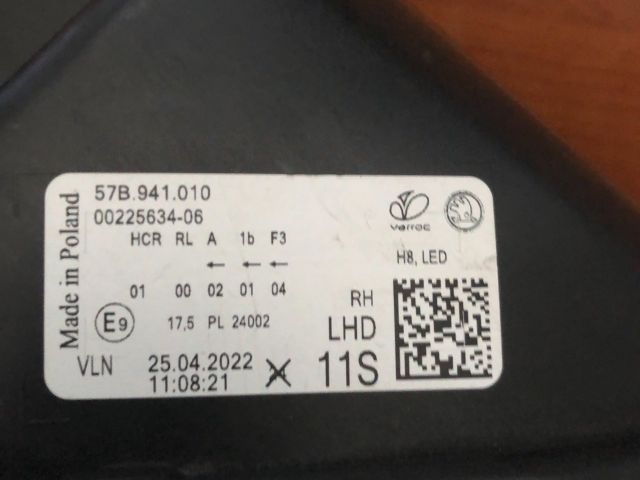 Made in Poland
57B.941.010
00225634-06
HCR RL A 1b F3
← ← ←
01 00 02 01 04
E9
17,5 PL 24002
VLN
25.04.2022
11:08:21
varroc
H8, LED
RH
LHD
11S